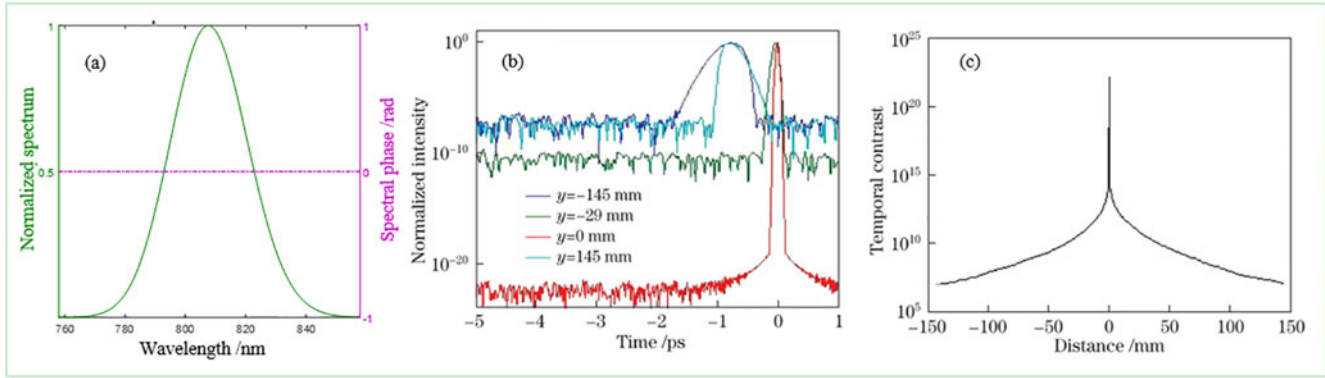 (a)
Normalized spectrum
1
0.5
760 780 800 820 840
Wavelength /nm
1
0
-1
Spectral phase /rad
(b)
Normalized intensity
10^0
10^-10
10^-20
y=-145 mm
y=-29 mm
y=0 mm
y=145 mm
-5 -4 -3 -2 -1 0 1
Time /ps
(c)
Temporal contrast
10^25
10^20
10^15
10^10
10^5
-150 -100 -50 0 50 100 150
Distance /mm